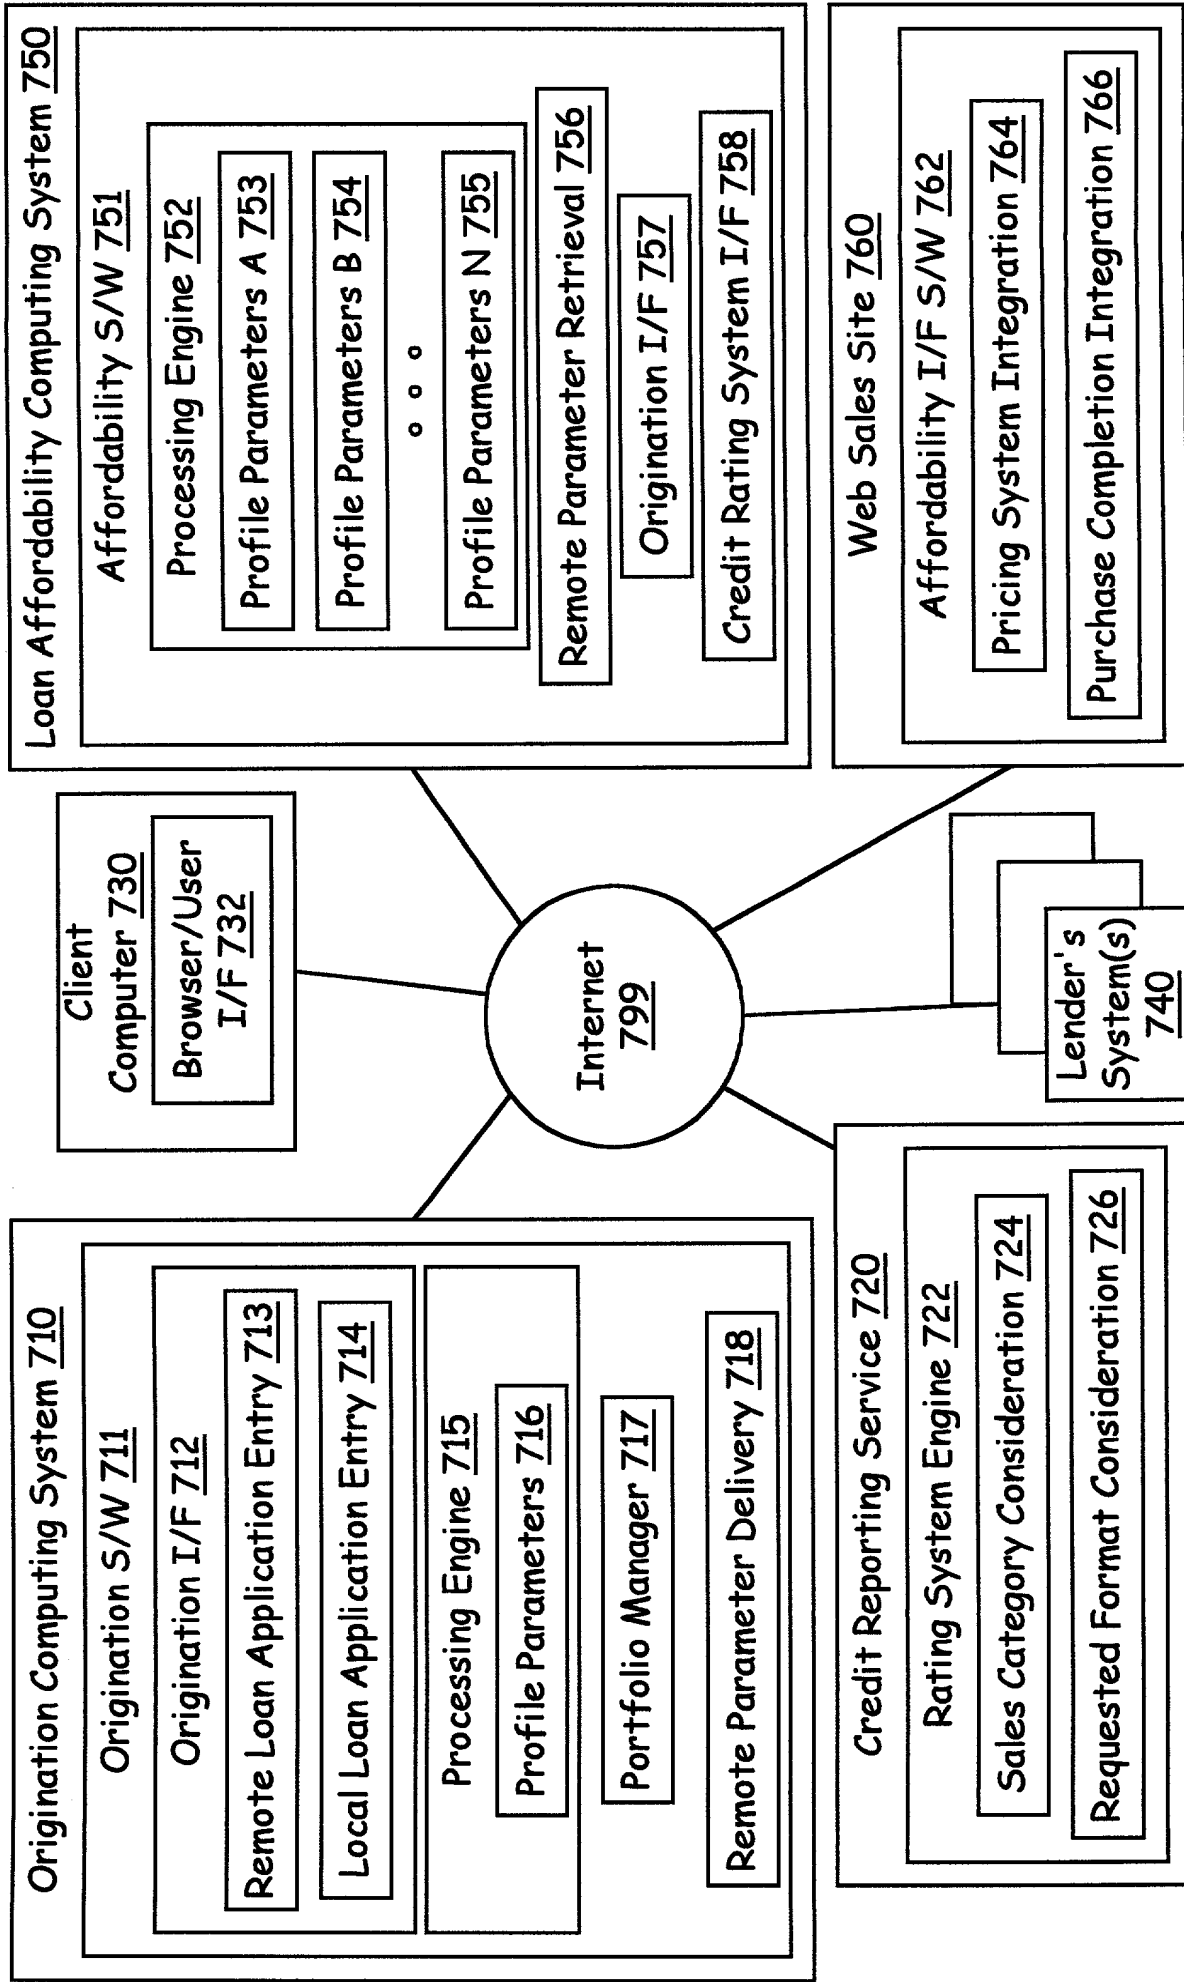 Origination Computing System 710
Origination S/W 711
Origination I/F 712
Remote Loan Application Entry 713
Local Loan Application Entry 714
Processing Engine 715
Profile Parameters 716
Portfolio Manager 717
Remote Parameter Delivery 718
Client
Computer 730
Browser/User
I/F 732
Loan Affordability Computing System 750
Affordability S/W 751
Processing Engine 752
Profile Parameters A 753
Profile Parameters B 754
Profile Parameters N 755
Remote Parameter Retrieval 756
Origination I/F 757
Credit Rating System I/F 758
Internet
799
Credit Reporting Service 720
Rating System Engine 722
Sales Category Consideration 724
Requested Format Consideration 726
Lender's
System(s)
740
Web Sales Site 760
Affordability I/F S/W 762
Pricing System Integration 764
Purchase Completion Integration 766